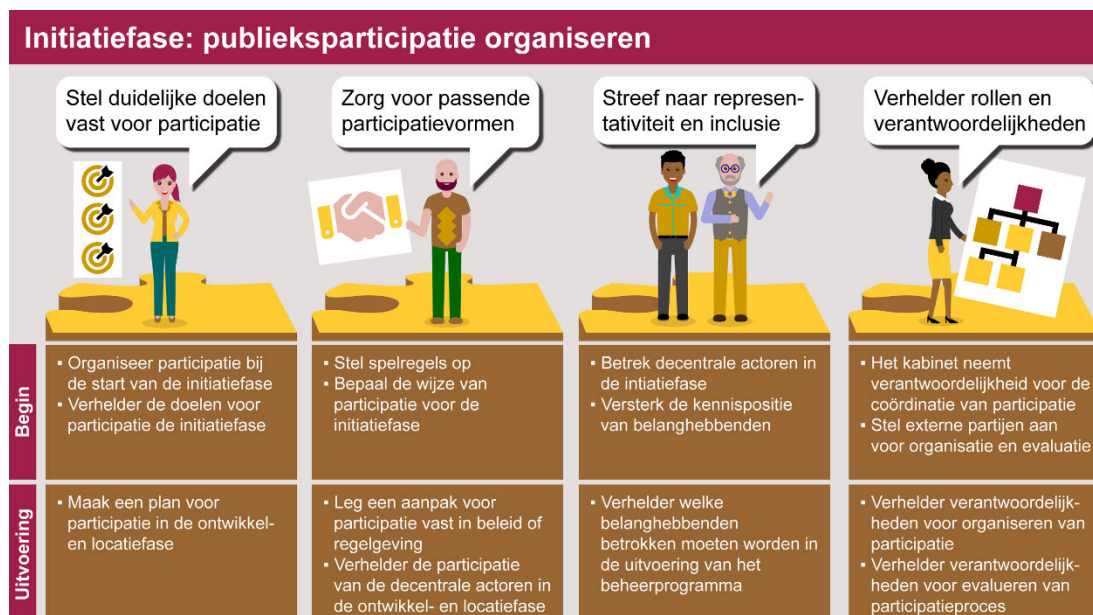 Initiatiefase: publieksparticipatie organiseren
Stel duidelijke doelen
vast voor participatie
Zorg voor passende
participatievormen
Streef naar represen-
tativiteit en inclusie
Verhelder rollen en
verantwoordelijkheden
Begin
▪ Organiseer participatie bij
de start van de initiatiefase
▪ Verhelder de doelen voor
participatie de initiatiefase
▪ Stel spelregels op
▪ Bepaal de wijze van
participatie voor de
initiatiefase
▪ Betrek decentrale actoren in
de intiatiefase
▪ Versterk de kennispositie
van belanghebbenden
▪ Het kabinet neemt
verantwoordelijkheid voor de
coördinatie van participatie
▪ Stel externe partijen aan
voor organisatie en evaluatie
Uitvoering
▪ Maak een plan voor
participatie in de ontwikkel-
en locatiefase
▪ Leg een aanpak voor
participatie vast in beleid of
regelgeving
▪ Verhelder de participatie
van de decentrale actoren in
de ontwikkel- en locatiefase
▪ Verhelder welke
belanghebbenden
betrokken moeten worden in
de uitvoering van het
beheerprogramma
▪ Verhelder verantwoordelijk-
heden voor organiseren van
participatie
▪ Verhelder verantwoordelijk-
heden voor evalueren van
participatieproces